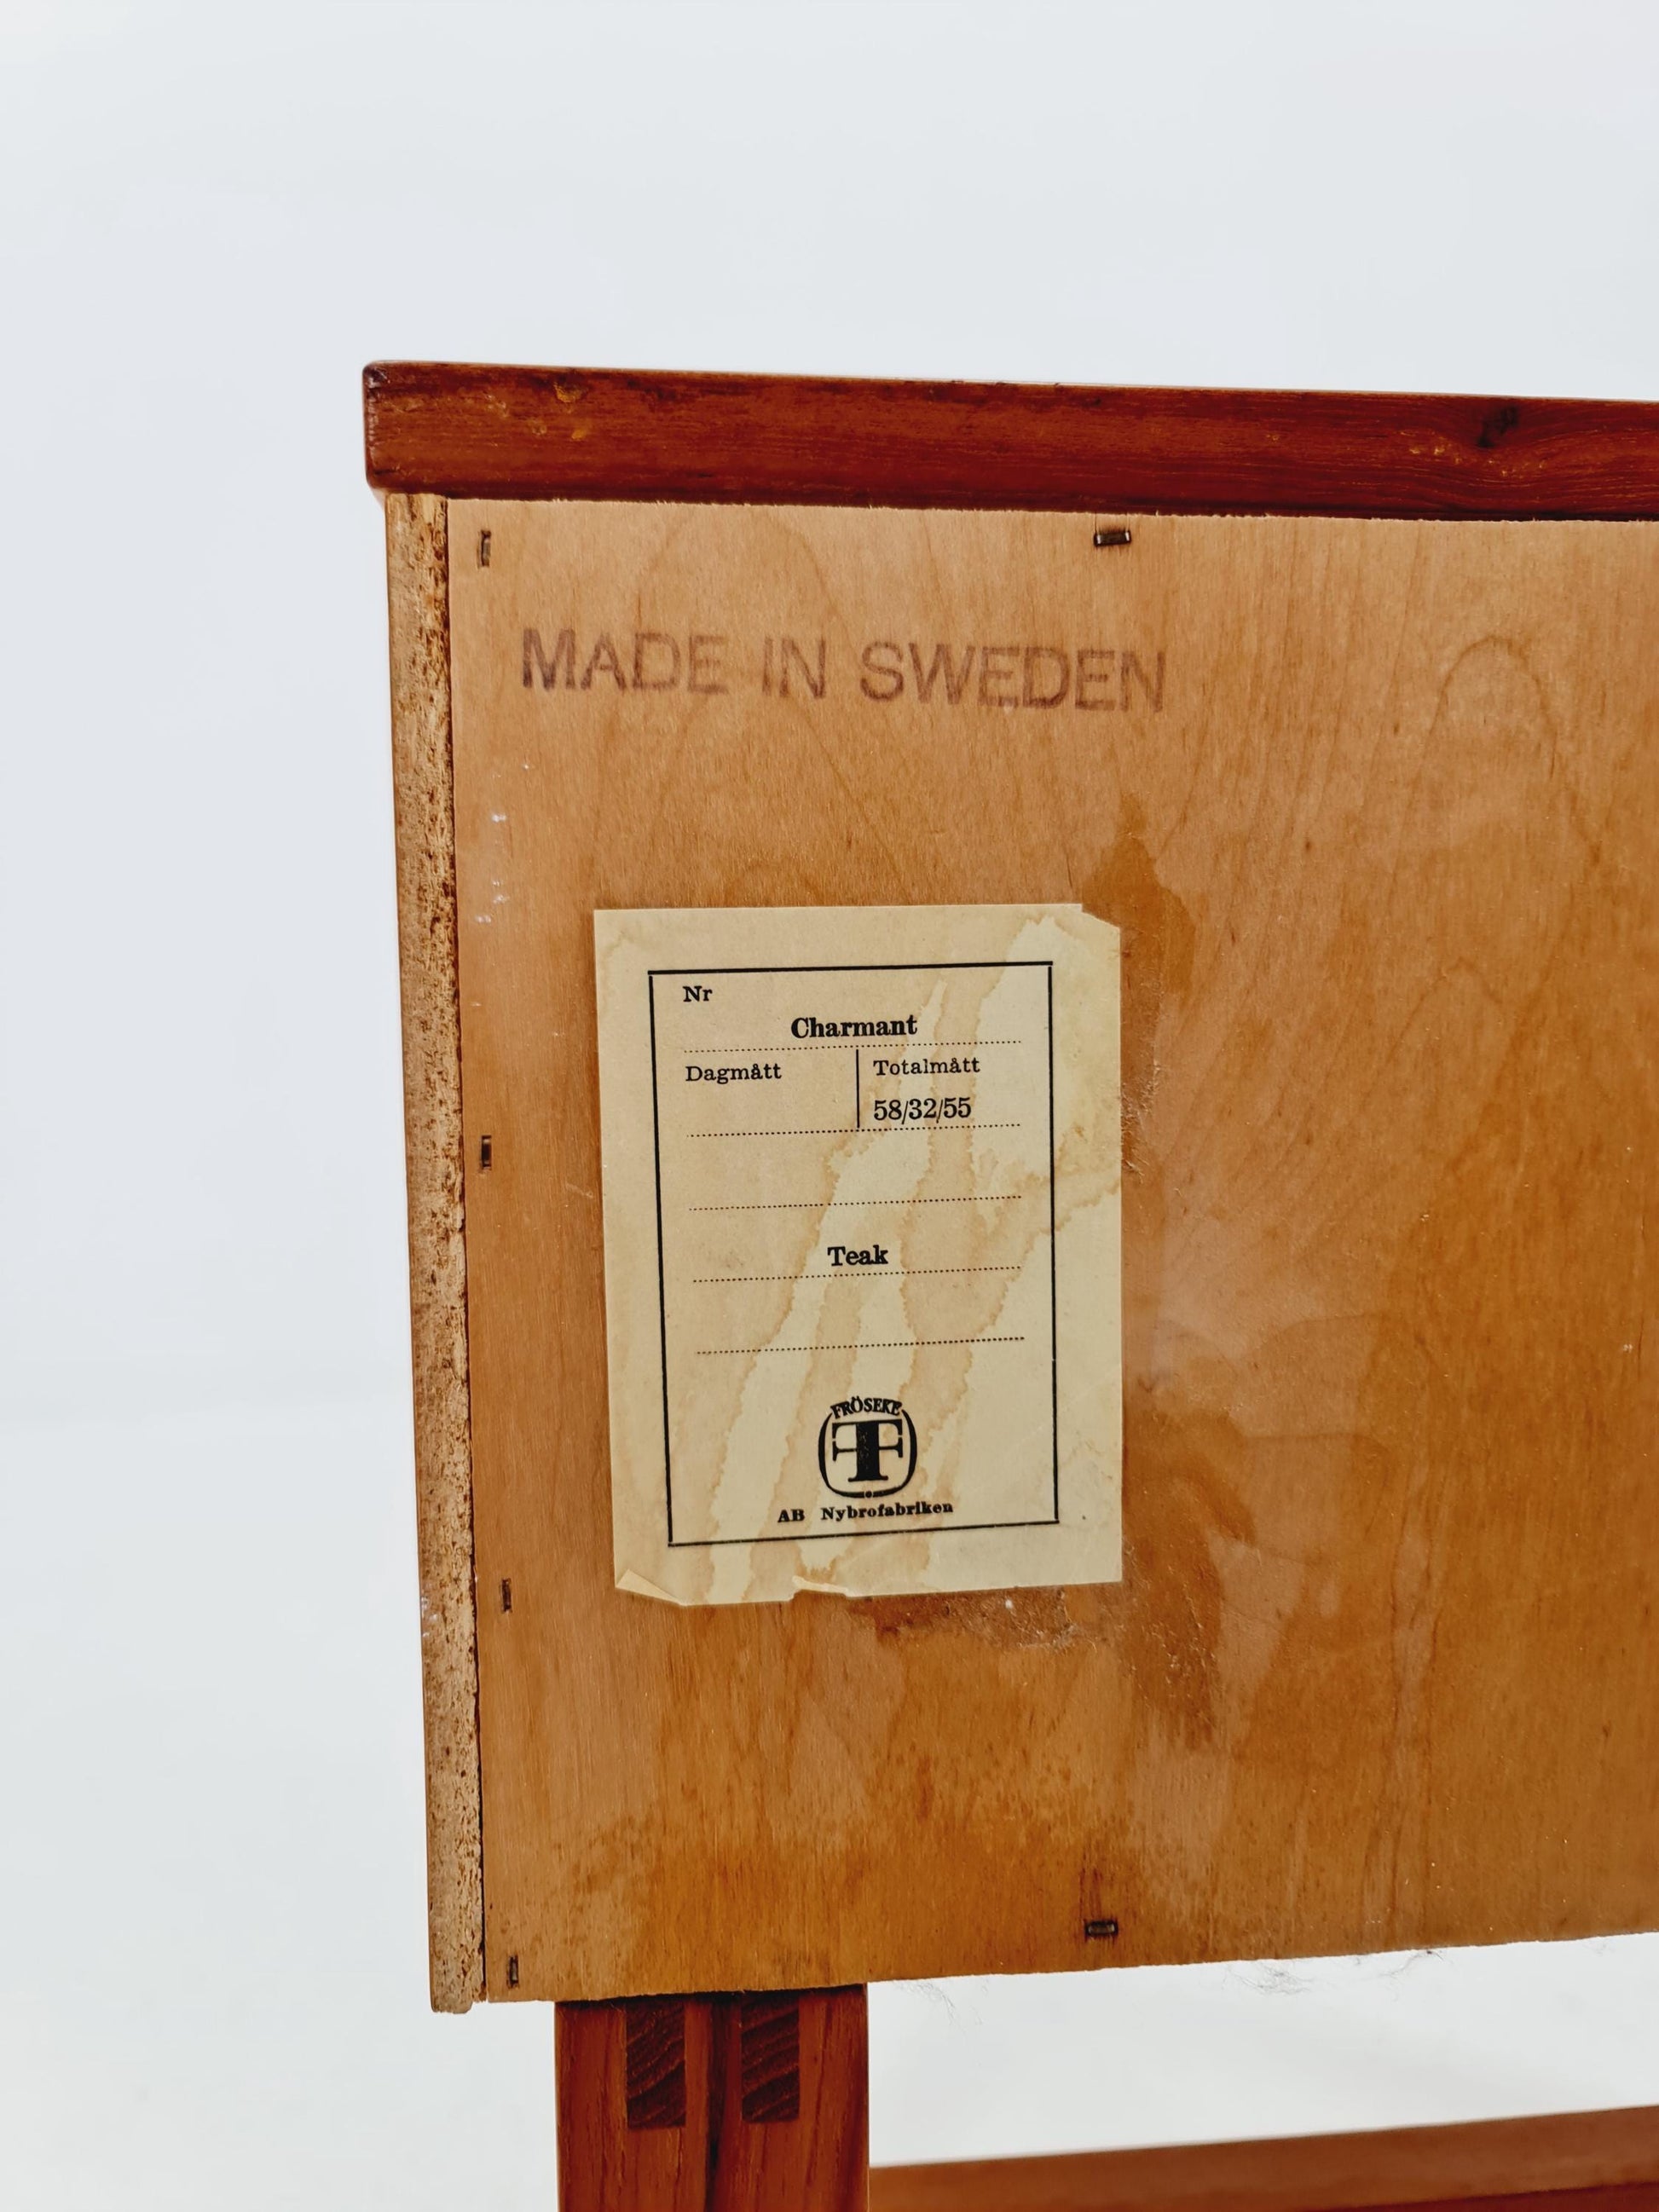 MADE IN SWEDEN
Nr
Charmant
Dagmått
Totalmått
58/32/55
Teak
FRÖSEKE
F
AB Nybrofabriken